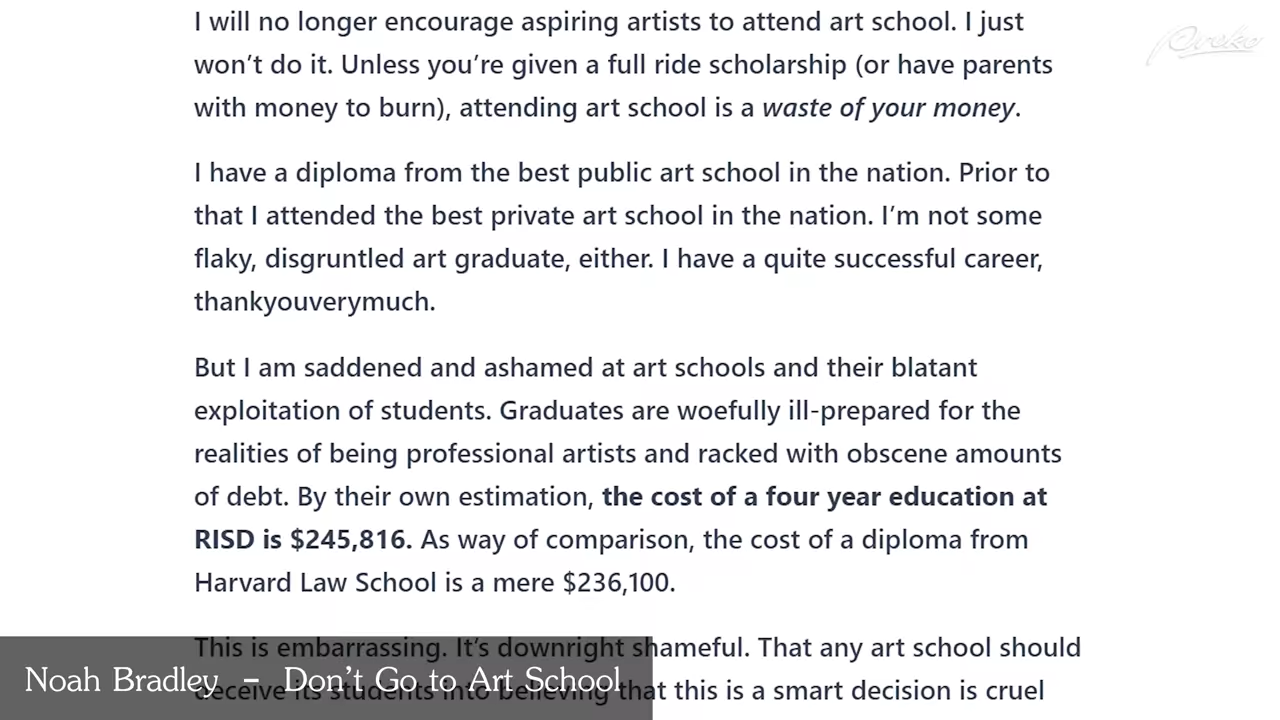 I will no longer encourage aspiring artists to attend art school. I just
won’t do it. Unless you’re given a full ride scholarship (or have parents
with money to burn), attending art school is a waste of your money.
I have a diploma from the best public art school in the nation. Prior to
that I attended the best private art school in the nation. I’m not some
flaky, disgruntled art graduate, either. I have a quite successful career,
thankyouverymuch.
But I am saddened and ashamed at art schools and their blatant
exploitation of students. Graduates are woefully ill-prepared for the
realities of being professional artists and racked with obscene amounts
of debt. By their own estimation, the cost of a four year education at
RISD is $245,816. As way of comparison, the cost of a diploma from
Harvard Law School is a mere $236,100.
This is embarrassing. It’s downright shameful. That any art school should
deceive its students into believing that this is a smart decision is cruel
Noah Bradley – Don’t Go to Art School